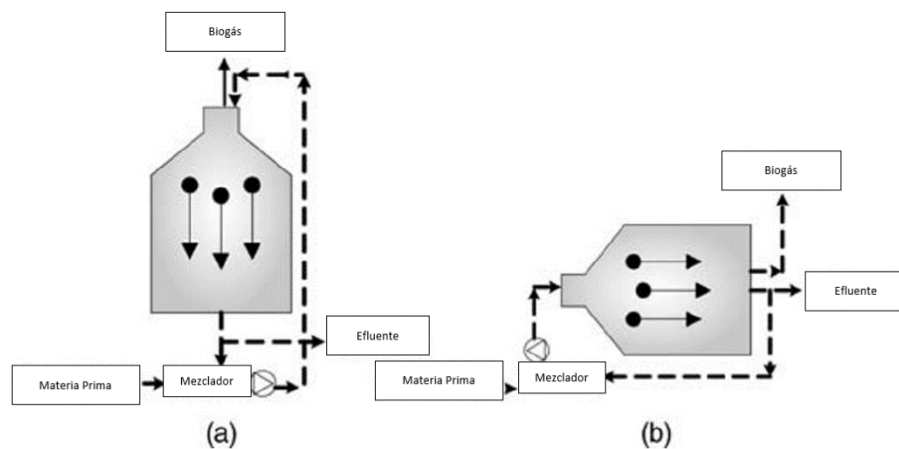 Biogás
Efluente
Materia Prima
Mezclador
(a)
Biogás
Efluente
Materia Prima
Mezclador
(b)